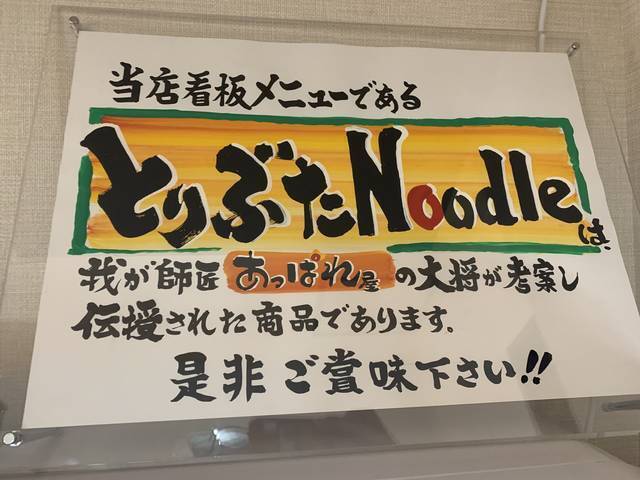 当店看板メニューである
とりぶたNoodleは、
我が師匠あっぱれ屋の大将が考案し
伝授された商品であります。
是非ご賞味下さい!!